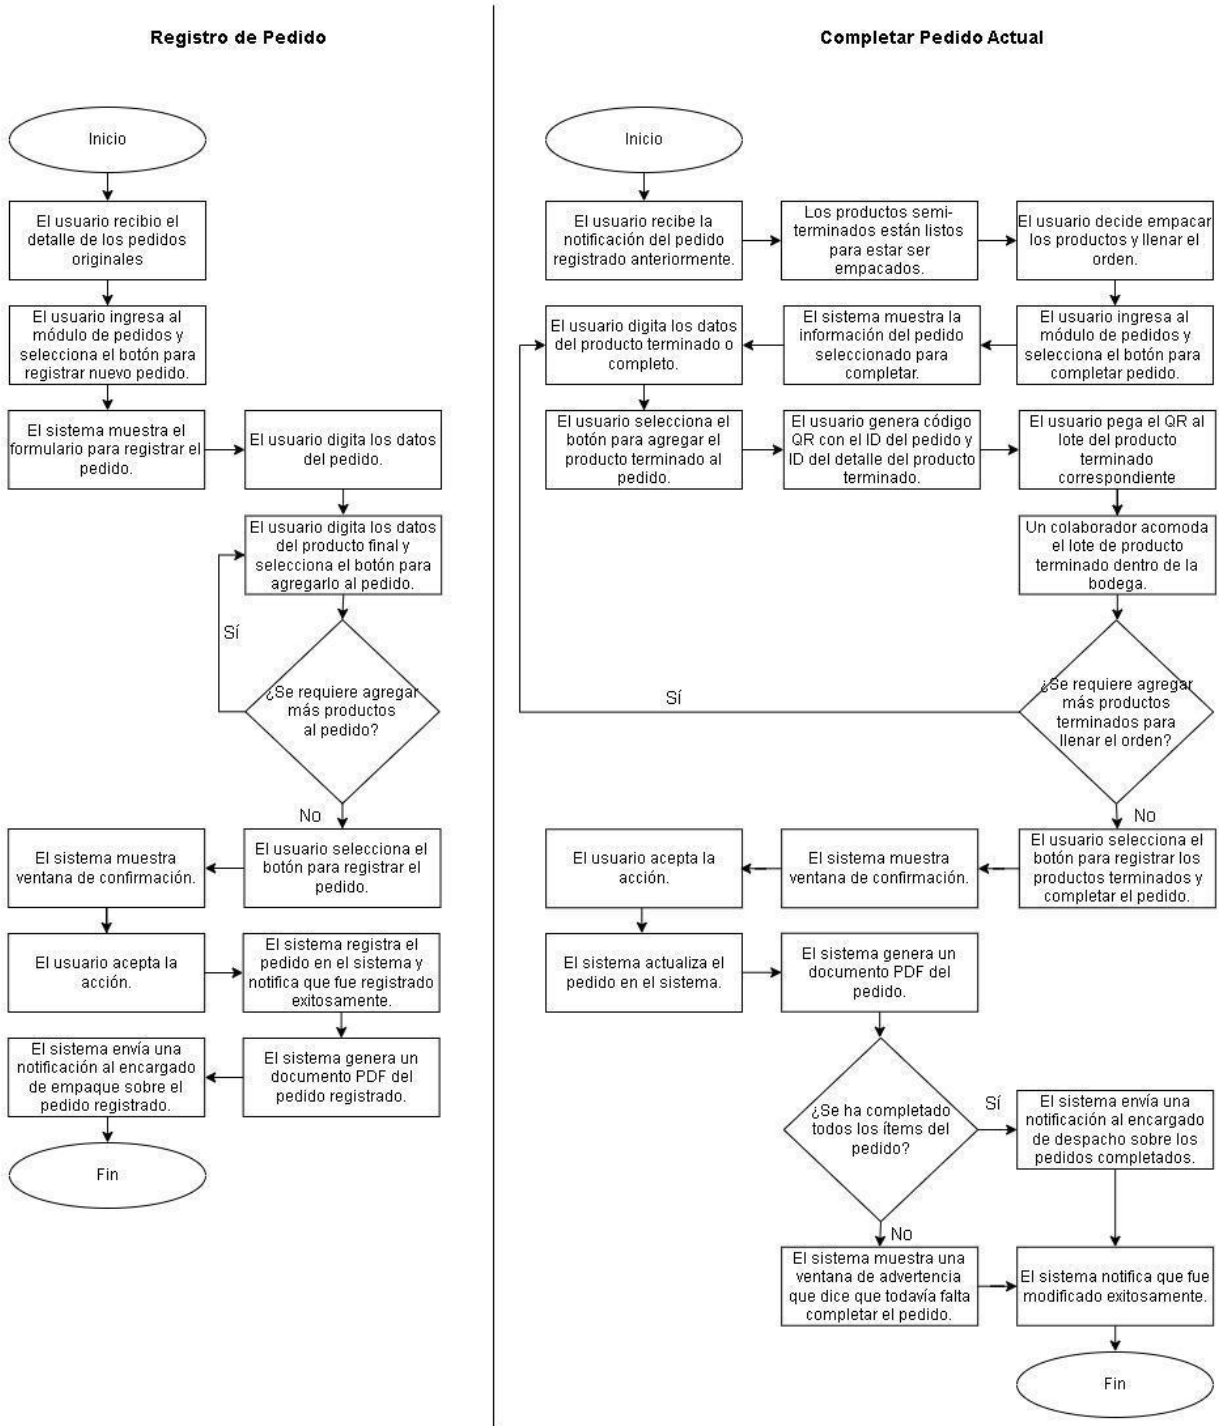 Registro de Pedido
Inicio
El usuario recibio el
detalle de los pedidos
originales
El usuario ingresa al
módulo de pedidos y
selecciona el botón para
registrar nuevo pedido.
El sistema muestra el
formulario para registrar el
pedido.
El usuario digita los datos
del pedido.
El usuario digita los datos
del producto final y
selecciona el botón para
agregarlo al pedido.
Sí
¿Se requiere agregar
más productos
al pedido?
No
El usuario selecciona el
botón para registrar el
pedido.
El sistema muestra
ventana de confirmación.
El usuario acepta la
acción.
El sistema registra el
pedido en el sistema y
notifica que fue registrado
exitosamente.
El sistema genera un
documento PDF del
pedido registrado.
El sistema envía una
notificación al encargado
de empaque sobre el
pedido registrado.
Fin
Completar Pedido Actual
Inicio
El usuario recibe la
notificación del pedido
registrado anteriormente.
Los productos semi-
terminados están listos
para estar ser
empacados.
El usuario decide empacar
los productos y llenar el
orden.
El usuario ingresa al
módulo de pedidos y
selecciona el botón para
completar pedido.
El sistema muestra la
información del pedido
seleccionado para
completar.
El usuario digita los datos
del producto terminado o
completo.
El usuario selecciona el
botón para agregar el
producto terminado al
pedido.
El usuario genera código
QR con el ID del pedido y
ID del detalle del producto
terminado.
El usuario pega el QR al
lote del producto
terminado
correspondiente
Un colaborador acomoda
el lote de producto
terminado dentro de la
bodega.
Sí
¿Se requiere agregar
más productos
terminados para
llenar el orden?
No
El usuario selecciona el
botón para registrar los
productos terminados y
completar el pedido.
El sistema muestra
ventana de confirmación.
El usuario acepta la
acción.
El sistema actualiza el
pedido en el sistema.
El sistema genera un
documento PDF del
pedido.
¿Se ha completado
todos los ítems del
pedido?
Sí
El sistema envía una
notificación al encargado
de despacho sobre los
pedidos completados.
No
El sistema muestra una
ventana de advertencia
que dice que todavía falta
completar el pedido.
El sistema notifica que fue
modificado exitosamente.
Fin